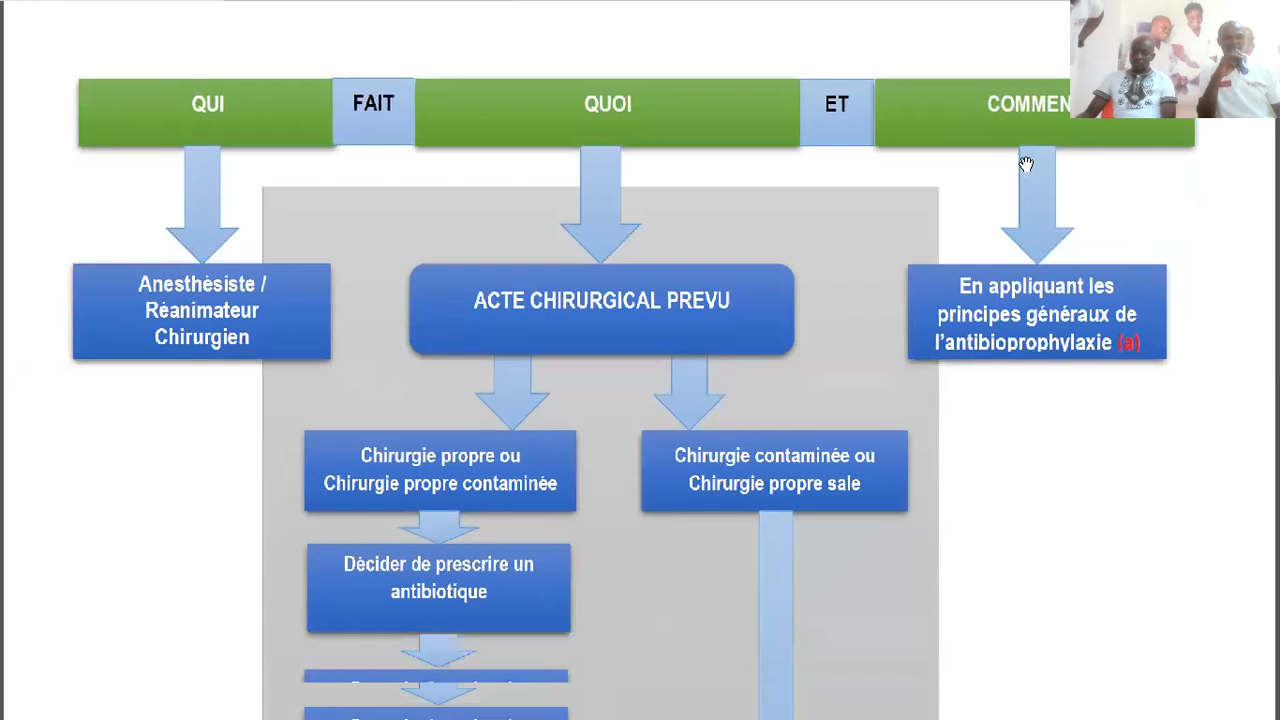 QUI
FAIT
QUOI
ET
COMMEN
Anesthésiste /
Réanimateur
Chirurgien
ACTE CHIRURGICAL PREVU
En appliquant les
principes généraux de
l'antibioprophylaxie (a)
Chirurgie propre ou
Chirurgie propre contaminée
Chirurgie contaminée ou
Chirurgie propre sale
Décider de prescrire un
antibiotique